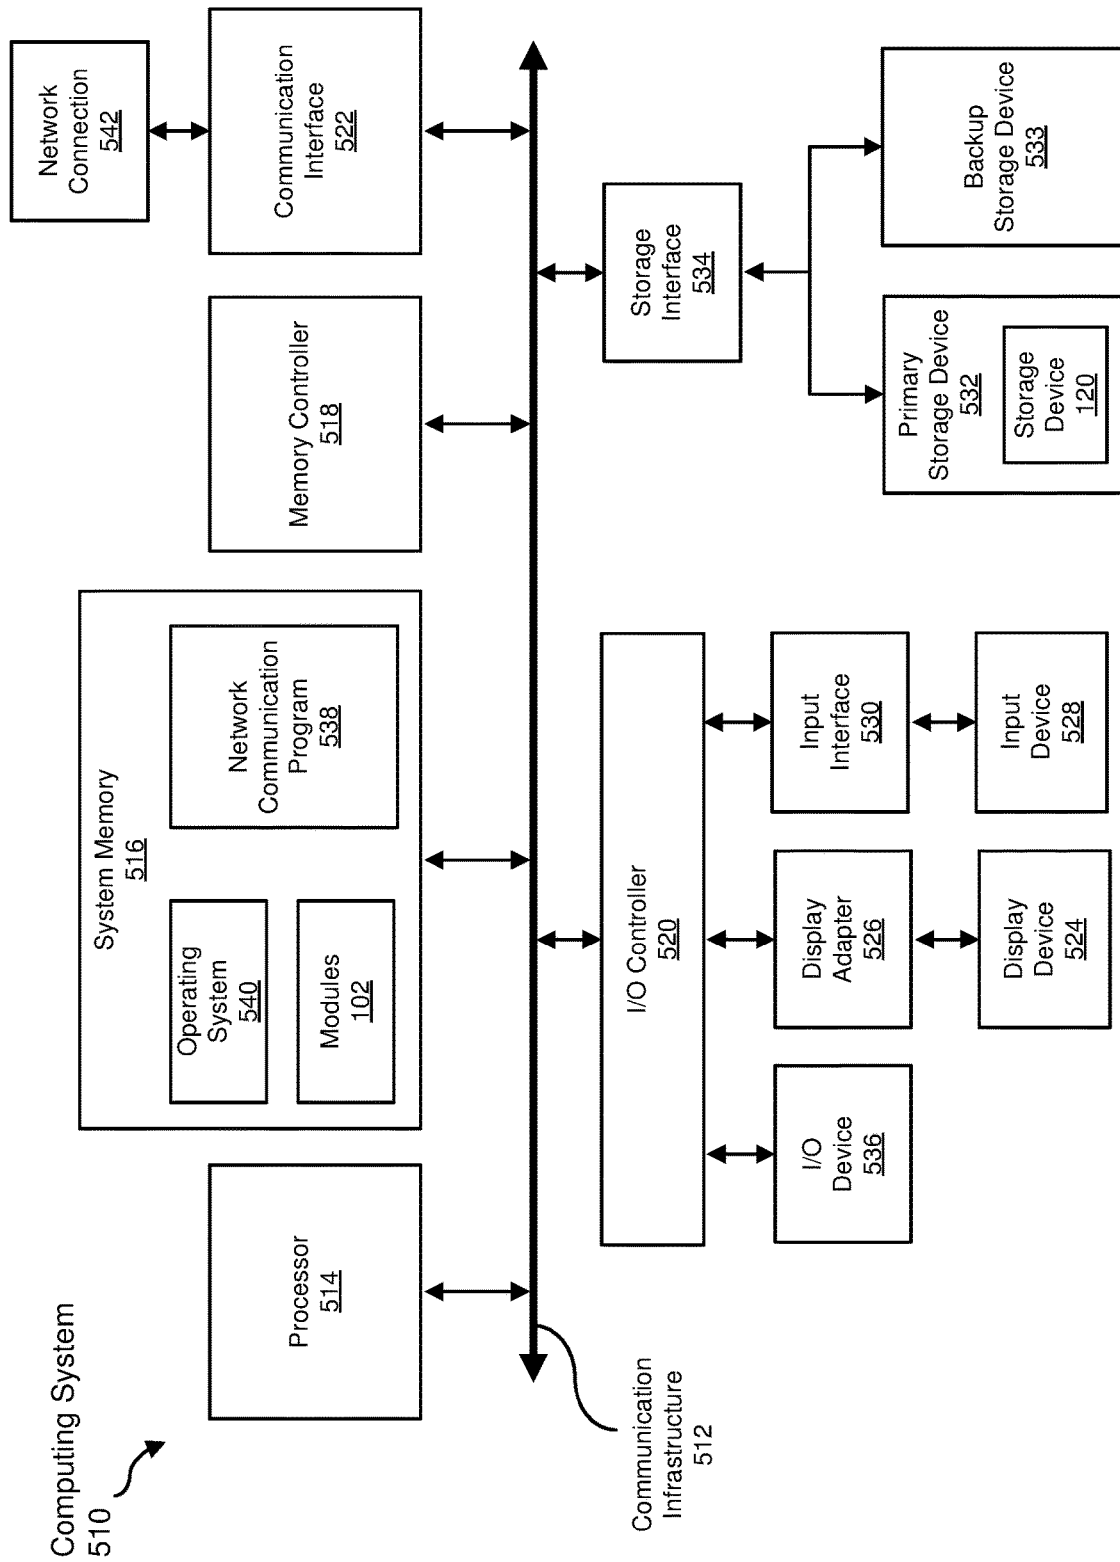 Computing System
510
Processor
514
System Memory
516
Operating
System
540
Modules
102
Network
Communication
Program
538
Memory Controller
518
Communication
Interface
522
Network
Connection
542
Communication
Infrastructure
512
I/O Controller
520
I/O
Device
536
Display
Adapter
526
Display
Device
524
Input
Interface
530
Input
Device
528
Storage
Interface
534
Primary
Storage Device
532
Storage
Device
120
Backup
Storage Device
533